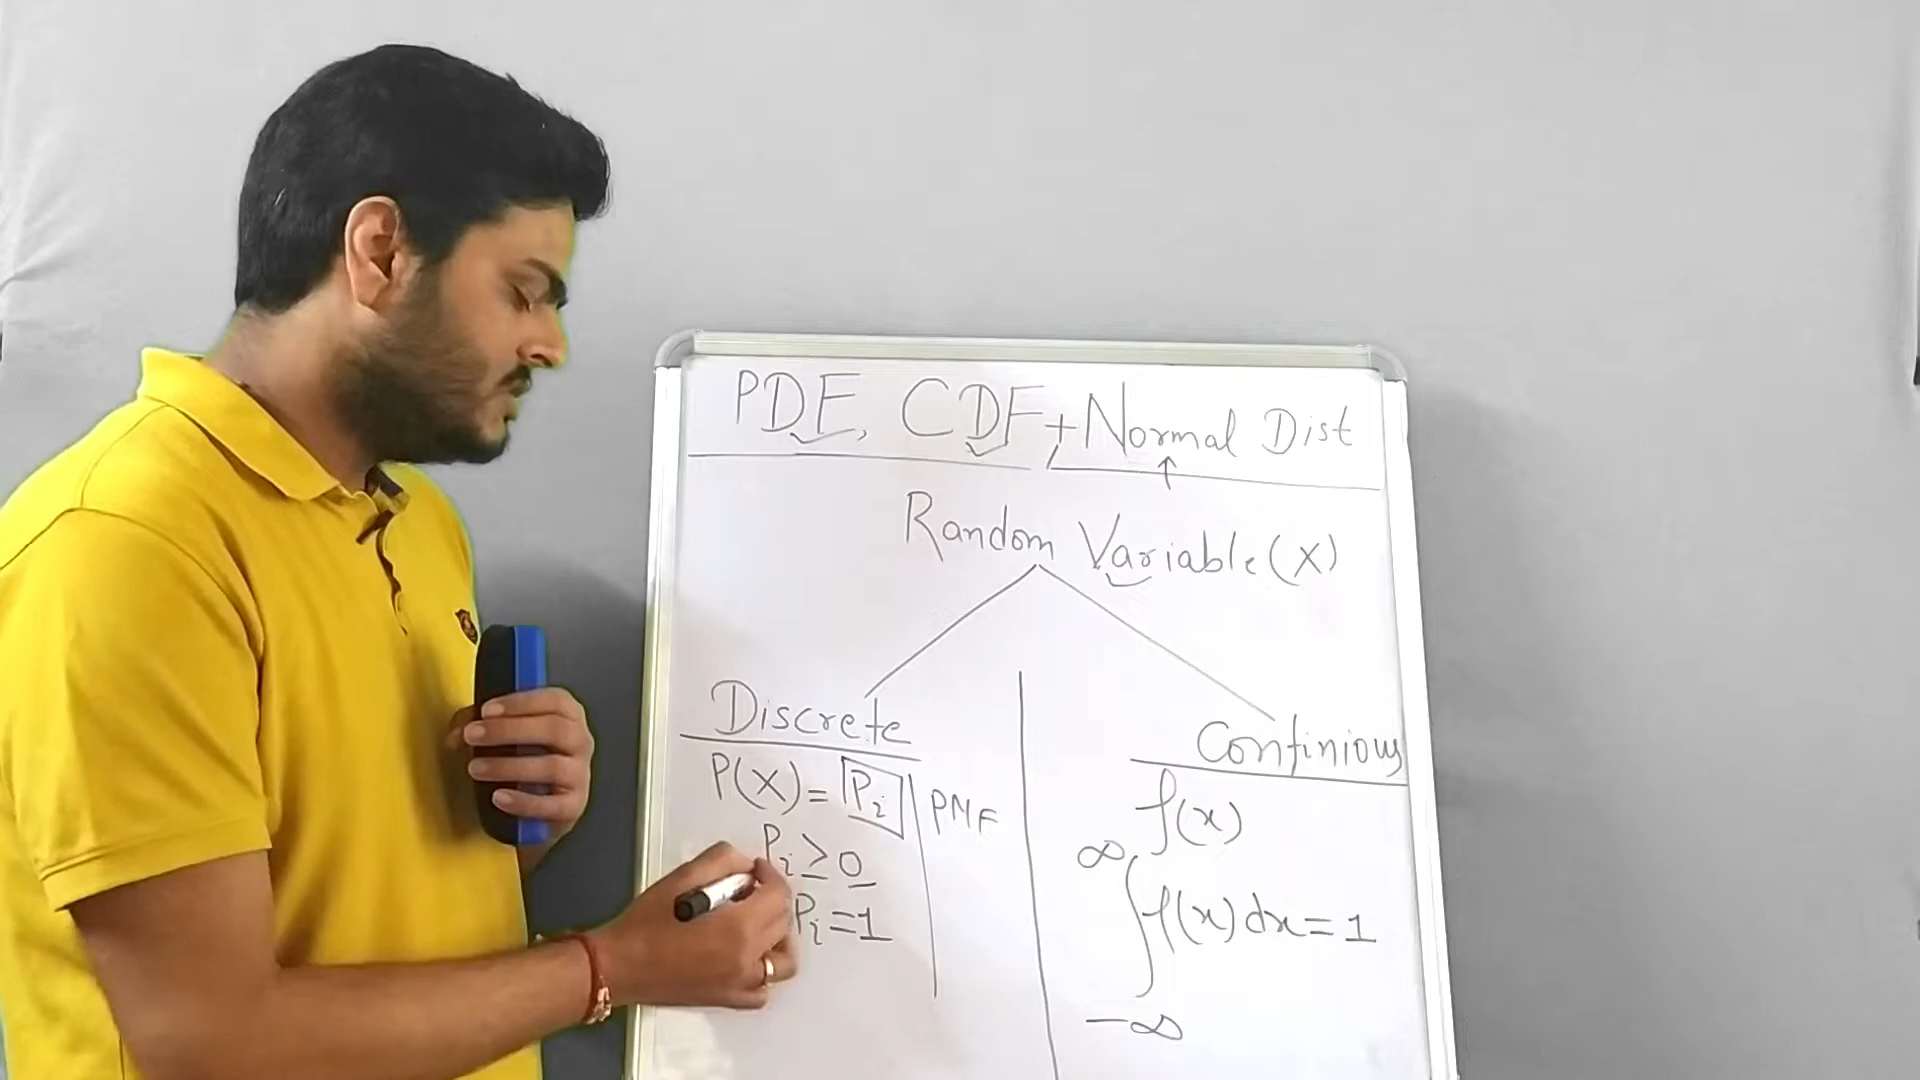 PDF, CDF + Normal Dist
Random Variable (X)
Discrete
P(X) = Pi
PMF
Pi ≥ 0
Pi = 1
Continious
f(x)
∞
∫f(x)dx = 1
-∞